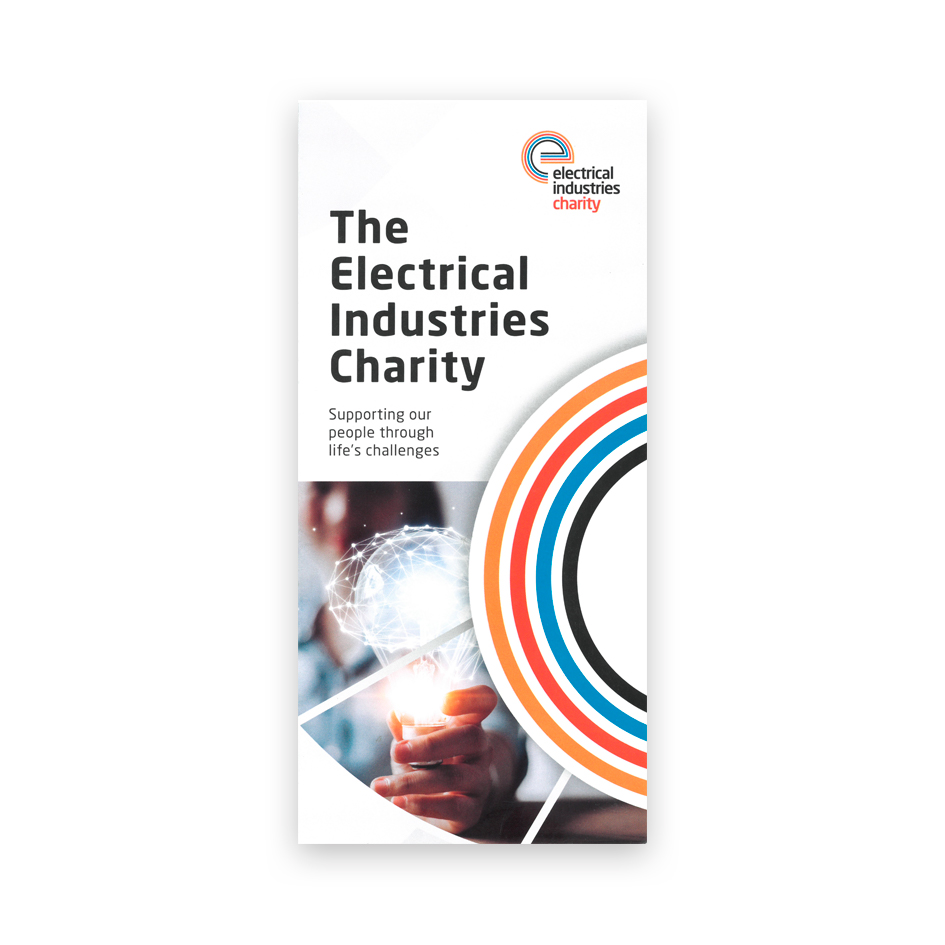 electrical
industries
charity
The
Electrical
Industries
Charity
Supporting our
people through
life's challenges